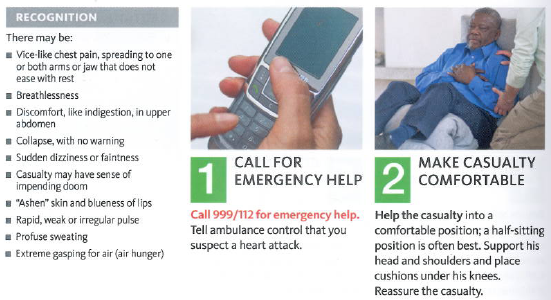 RECOGNITION
There may be:
Vice-like chest pain, spreading to one
or both arms or jaw that does not
ease with rest
Breathlessness
Discomfort, like indigestion, in upper
abdomen
Collapse, with no warning
Sudden dizziness or faintness
Casualty may have sense of
impending doom
"Ashen" skin and blueness of lips
Rapid, weak or irregular pulse
Profuse sweating
Extreme gasping for air (air hunger)
1
CALL FOR
EMERGENCY HELP
Call 999/112 for emergency help.
Tell ambulance control that you
suspect a heart attack.
2
MAKE CASUALTY
COMFORTABLE
Help the casualty into a
comfortable position; a half-sitting
position is often best. Support his
head and shoulders and place
cushions under his knees.
Reassure the casualty.